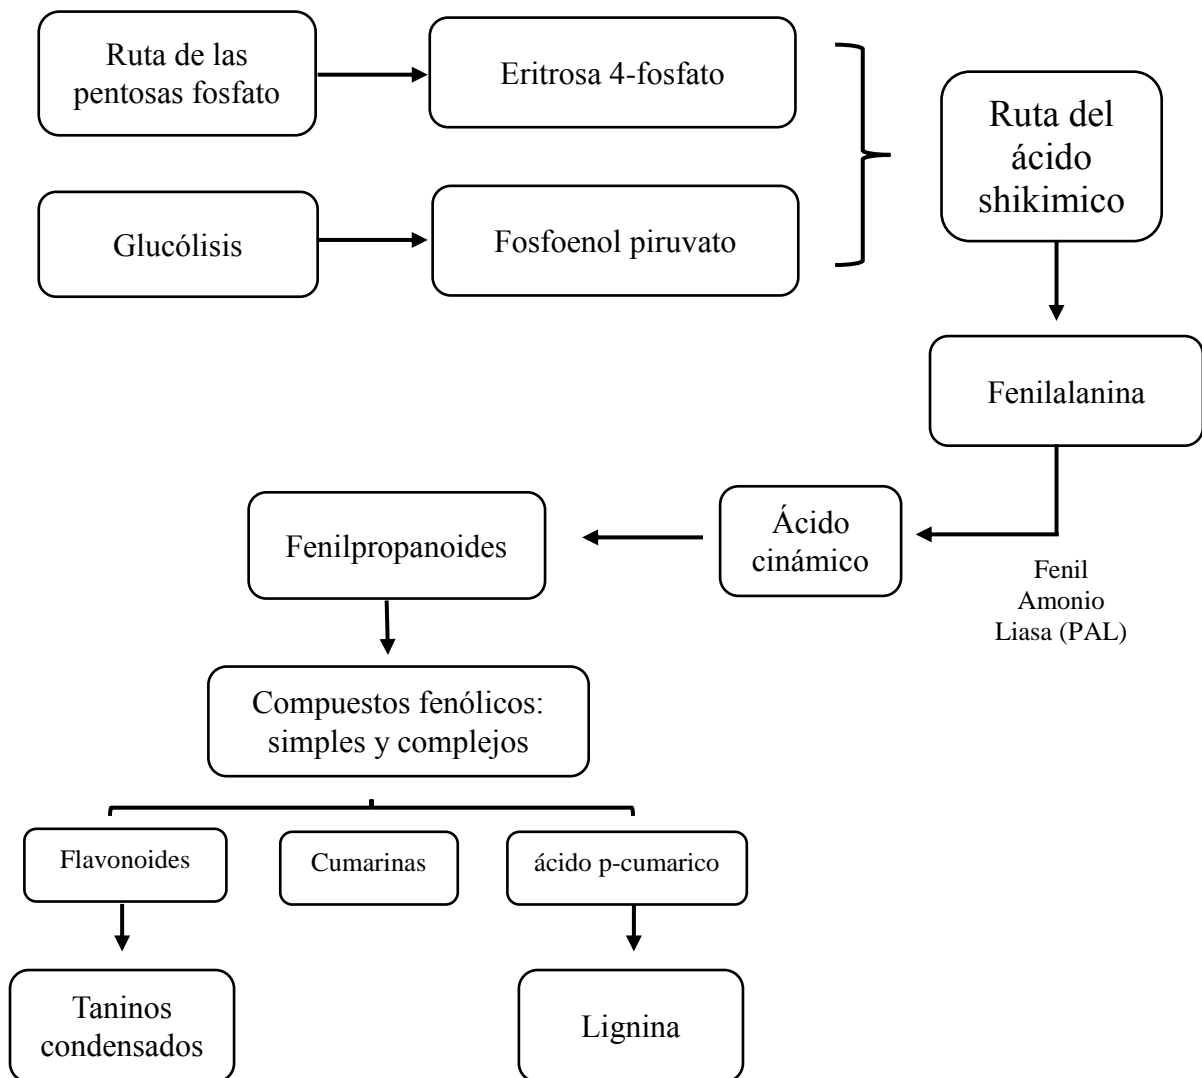 Ruta de las
pentosas fosfato
Eritrosa 4-fosfato
Ruta del
ácido
shikimico
Glucólisis
Fosfoenol piruvato
Fenilalanina
Fenilpropanoides
Ácido
cinámico
Fenil
Amonio
Liasa (PAL)
Compuestos fenólicos:
simples y complejos
Flavonoides
Cumarinas
ácido p-cumarico
Taninos
condensados
Lignina